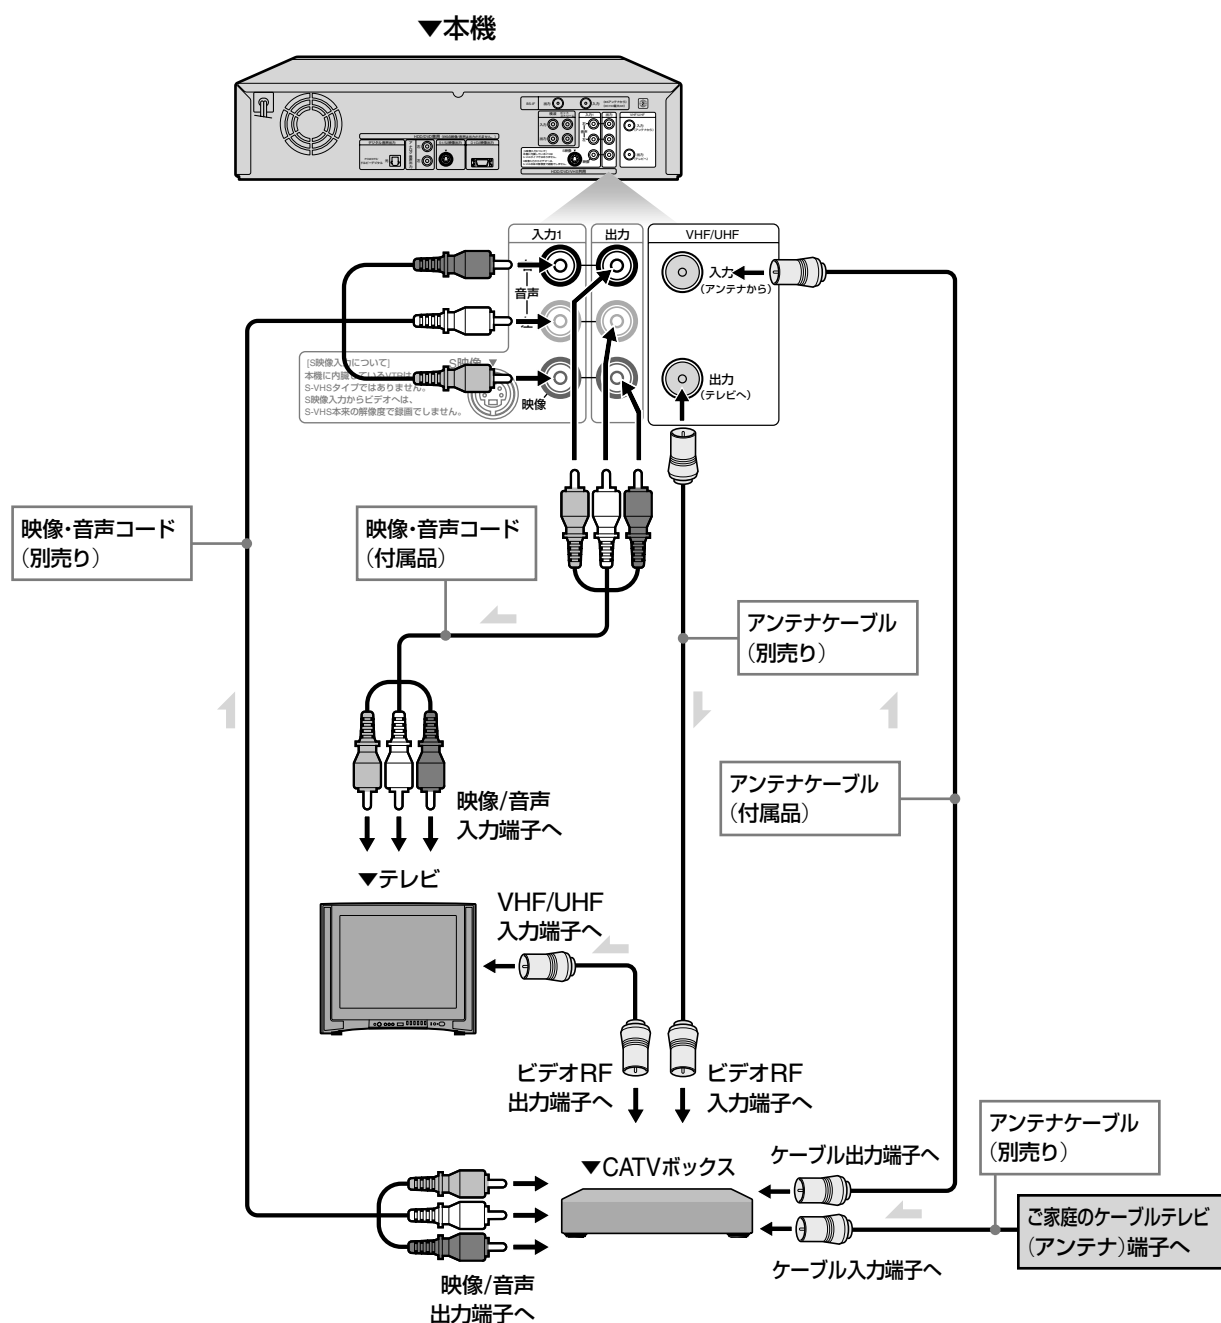 ▼本機
入力1
出力
VHF/UHF
入力
(アンテナから)
音声
[S映像入力について]
S映像▼
本機に内蔵しているVTRは
S-VHSタイプではありません。
S映像入力からビデオへは、
S-VHS本来の解像度で録画でしません。
映像
出力
(テレビへ)
映像・音声コード
(別売り)
映像・音声コード
(付属品)
アンテナケーブル
(別売り)
アンテナケーブル
(付属品)
映像/音声
入力端子へ
▼テレビ
VHF/UHF
入力端子へ
ビデオRF
出力端子へ
ビデオRF
入力端子へ
アンテナケーブル
(別売り)
▼CATVボックス
ケーブル出力端子へ
ご家庭のケーブルテレビ
(アンテナ)端子へ
ケーブル入力端子へ
映像/音声
出力端子へ